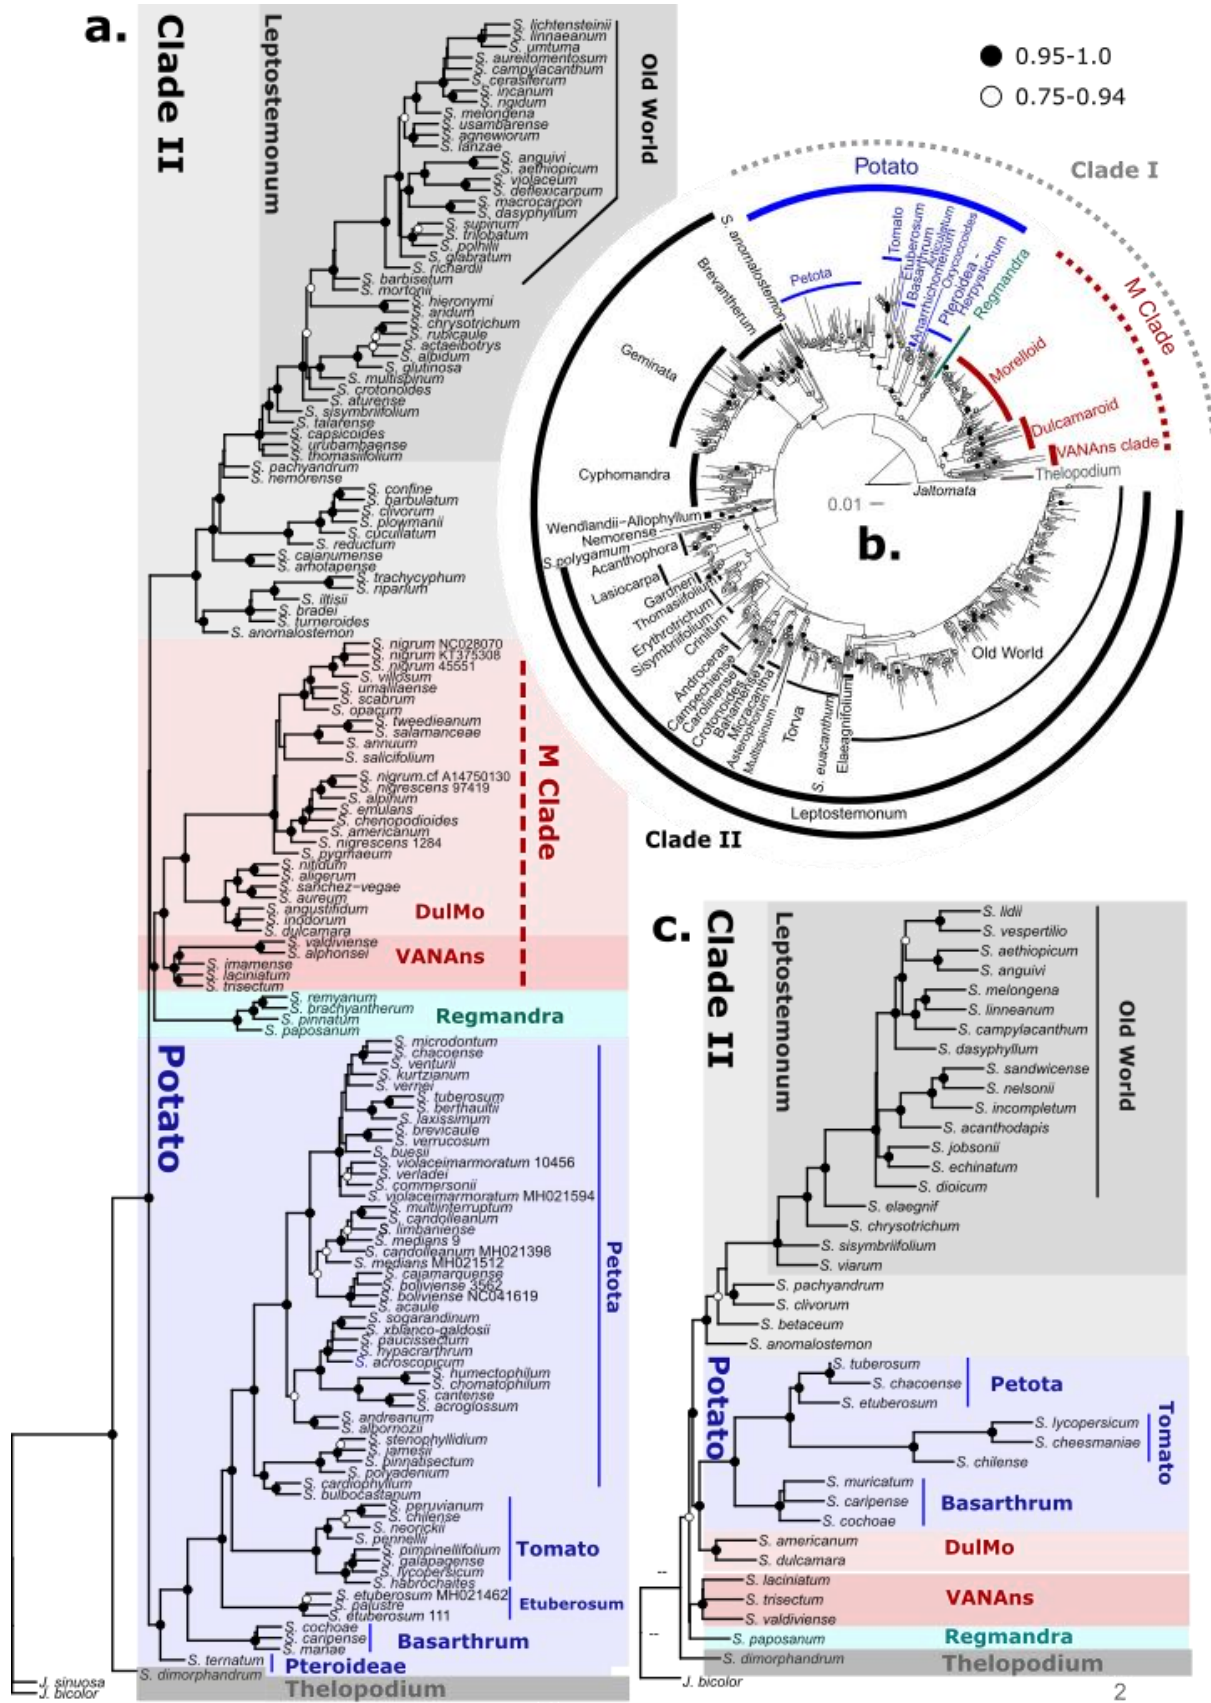 a.
Clade II
Leptostemonum
Old World
S. lichtensteinii
S. linnaeanum
S. umtuma
S. aureitomentosum
S. campylacanthum
S. cerasiferum
S. incanum
S. rigidum
S. melongena
S. usambarense
S. agnewiorum
S. lanzae
S. anguivi
S. aethiopicum
S. violaceum
S. deflexicarpum
S. macrocarpon
S. dasyphyllum
S. supinum
S. trilobatum
S. polhilii
S. glabratum
S. richardii
S. barbisetum
S. mortonii
S. hieronymi
S. aridum
S. chrysotrichum
S. rubicaule
S. actaeibotrys
S. albidum
S. glutinosa
S. multispinum
S. crotonoides
S. aturense
S. sisymbriifolium
S. talarense
S. capsicoides
S. urubambaense
S. thomasiifolium
S. pachyandrum
S. nemorense
S. confine
S. barbulatum
S. clivorum
S. plowmanii
S. cucullatum
S. reductum
S. cajanumense
S. amotapense
S. trachycyphum
S. riparium
S. iltisii
S. bradei
S. turneroides
S. anomalostemon
S. nigrum NC028070
S. nigrum KT375308
S. nigrum 45551
S. villosum
S. umalilaense
S. scabrum
S. opacum
S. tweedieanum
S. salamanceae
S. annuum
S. salicifolium
S. nigrum.cf A14750130
S. nigrescens 97419
S. alpinum
S. emulans
S. chenopodioides
S. americanum
S. nigrescens 1284
S. pygmaeum
S. nitidum
S. aligerum
S. sanchez-vegae
S. aureum
S. angustifidum
S. inodorum
S. dulcamara
S. valdiviense
S. alphonsei
S. imamense
S. laciniatum
S. trisectum
M Clade
DulMo
VANAns
S. remyanum
S. brachyantherum
S. pinnatum
S. paposanum
Regmandra
Potato
S. microdontum
S. chacoense
S. venturii
S. kurtzianum
S. vernei
S. tuberosum
S. berthaultii
S. laxissimum
S. brevicaule
S. verrucosum
S. buesii
S. violaceimarmoratum 10456
S. verladei
S. commersonii
S. violaceimarmoratum MH021594
S. multiinterruptum
S. candolleanum
S. limbaniense
S. medians 9
S. candolleanum MH021398
S. medians MH021512
S. cajamarquense
S. boliviense 3562
S. boliviense NC041619
S. acaule
S. sogarandinum
S. xblanco-galdosii
S. paucissectum
S. hypacrarthrum
S. acroscopicum
S. humectophilum
S. chomatophilum
S. cantense
S. acroglossum
S. andreanum
S. albornozii
S. stenophyllidium
S. jamesii
S. pinnatisectum
S. polyadenium
S. cardiophyllum
S. bulbocastanum
Petota
S. peruvianum
S. chilense
S. neorickii
S. pennellii
S. pimpinellifolium
S. galapagense
S. lycopersicum
S. habrochaites
Tomato
S. etuberosum MH021462
S. palustre
S. etuberosum 111
Etuberosum
S. cochoae
S. caripense
S. mariae
Basarthrum
S. ternatum
Pteroideae
S. dimorphandrum
Thelopodium
J. sinuosa
J. bicolor
0.95-1.0
0.75-0.94
b.
Clade I
Potato
M Clade
Petota
Tomato
Etuberosum
Basarthrum
Articulatum
Anarrhichomenum
Oxycoccoides
Pteroidea -
Herpystichum
Regmandra
Morelloid
Dulcamaroid
VANAns clade
Thelopodium
Jaltomata
0.01
S. anomalostemon
Brevantherum
Geminata
Cyphomandra
Wendlandii-Allophyllum
Nemorense
S polygamum
Acanthophora
Lasiocarpa
Gardneri
Thomasiifolium
Erythrotrichum
Sisymbriifolium
Crinitum
Androceras
Campechiense
Carolinense
Crotonoides
Bahamense
Micracantha
Asterophorum
Multispinum
Torva
S. euacanthum
Elaeagnifolium
Old World
Leptostemonum
Clade II
c.
Clade II
Leptostemonum
Old World
S. lidii
S. vespertilio
S. aethiopicum
S. anguivi
S. melongena
S. linneanum
S. campylacanthum
S. dasyphyllum
S. sandwicense
S. nelsonii
S. incompletum
S. acanthodapis
S. jobsonii
S. echinatum
S. dioicum
S. elaegnif
S. chrysotrichum
S. sisymbriifolium
S. viarum
S. pachyandrum
S. clivorum
S. betaceum
S. anomalostemon
Potato
S. tuberosum
S. chacoense
S. etuberosum
Petota
S. lycopersicum
S. cheesmaniae
S. chilense
Tomato
S. muricatum
S. caripense
S. cochoae
Basarthrum
S. americanum
S. dulcamara
DulMo
S. laciniatum
S. trisectum
S. valdiviense
VANAns
S. paposanum
Regmandra
S. dimorphandrum
Thelopodium
J. bicolor
--
--
2